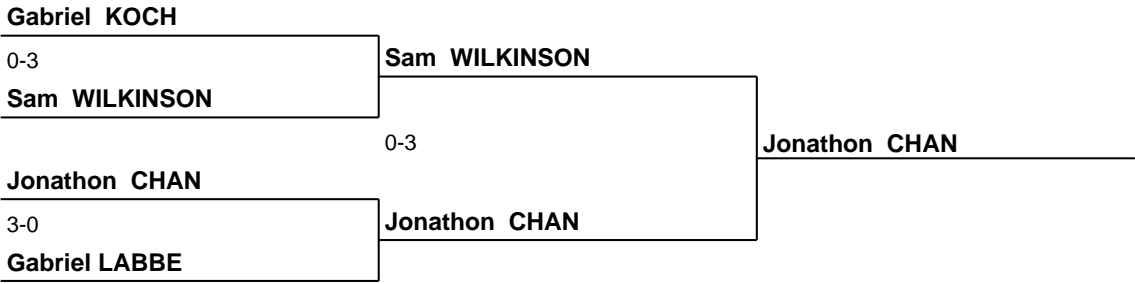 Gabriel KOCH
0-3
Sam WILKINSON
Sam WILKINSON
0-3
Jonathon CHAN
Jonathon CHAN
3-0
Jonathon CHAN
Gabriel LABBE